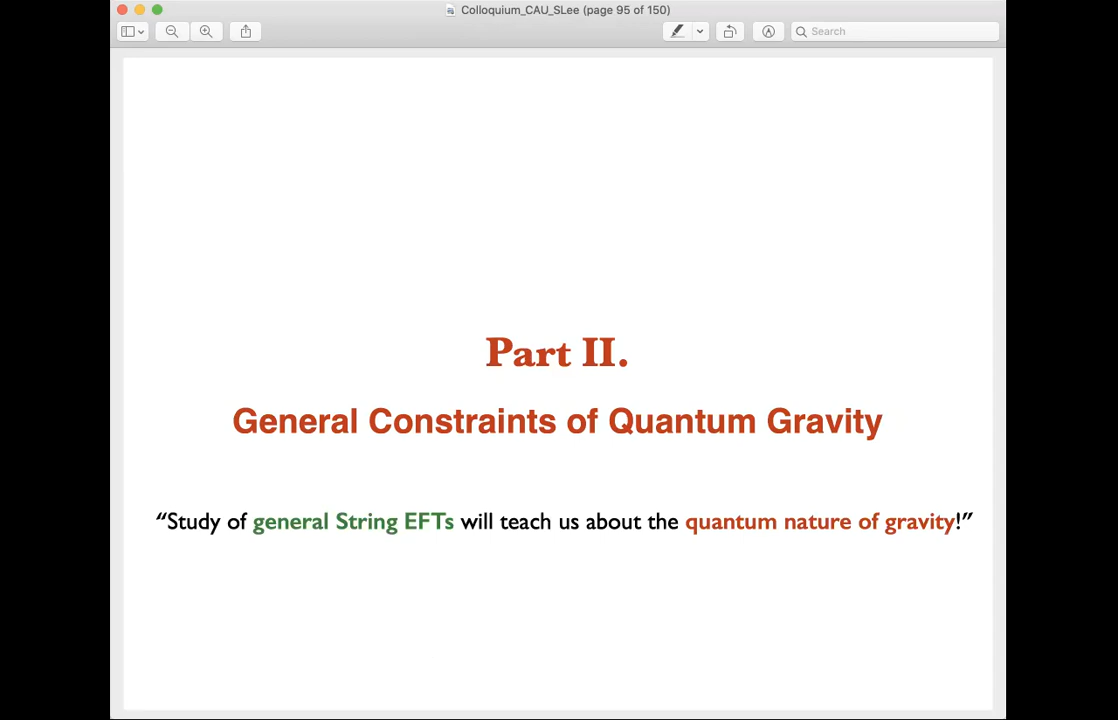 Colloquium_CAU_SLee (page 95 of 150)
Search
Part II.
General Constraints of Quantum Gravity
“Study of general String EFTs will teach us about the quantum nature of gravity!”